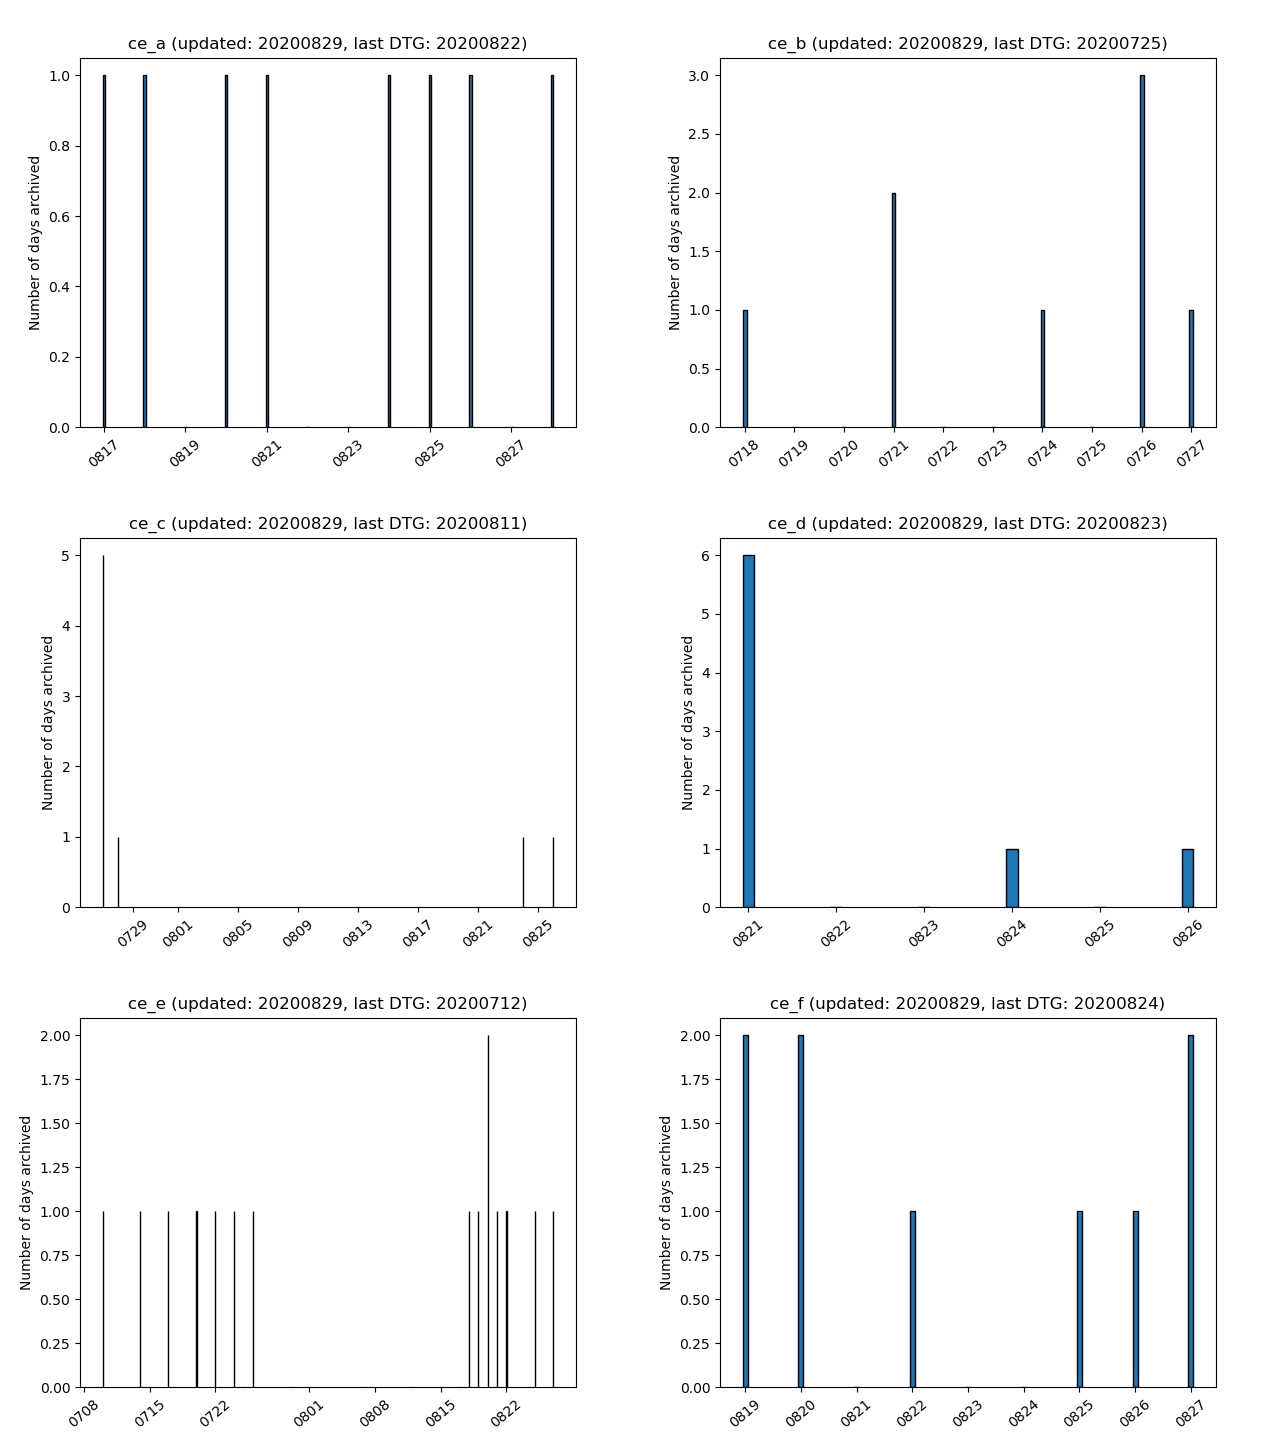 ce_a (updated: 20200829, last DTG: 20200822)
Number of days archived
1.0
0.8
0.6
0.4
0.2
0.0
0817 0819 0821 0823 0825 0827
ce_b (updated: 20200829, last DTG: 20200725)
Number of days archived
3.0
2.5
2.0
1.5
1.0
0.5
0.0
0718 0719 0720 0721 0722 0723 0724 0725 0726 0727
ce_c (updated: 20200829, last DTG: 20200811)
Number of days archived
5
4
3
2
1
0
0729 0801 0805 0809 0813 0817 0821 0825
ce_d (updated: 20200829, last DTG: 20200823)
Number of days archived
6
5
4
3
2
1
0
0821 0822 0823 0824 0825 0826
ce_e (updated: 20200829, last DTG: 20200712)
Number of days archived
2.00
1.75
1.50
1.25
1.00
0.75
0.50
0.25
0.00
0708 0715 0722 0801 0808 0815 0822
ce_f (updated: 20200829, last DTG: 20200824)
Number of days archived
2.00
1.75
1.50
1.25
1.00
0.75
0.50
0.25
0.00
0819 0820 0821 0822 0823 0824 0825 0826 0827